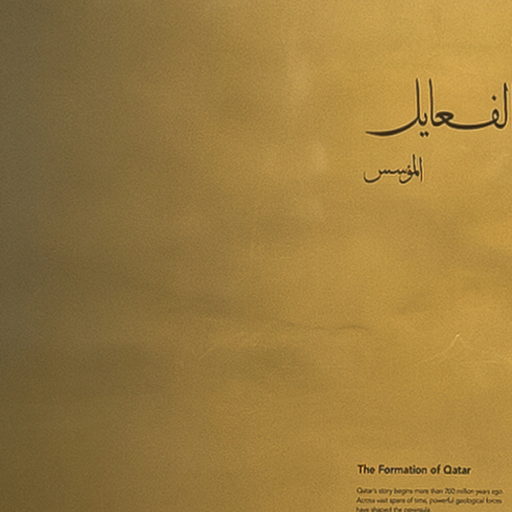 لفعايل
المؤسس
The Formation of Qatar
Qatar's story begins more than 700 million years ago.
Across vast spans of time, powerful geological forces
have shaped the peninsula